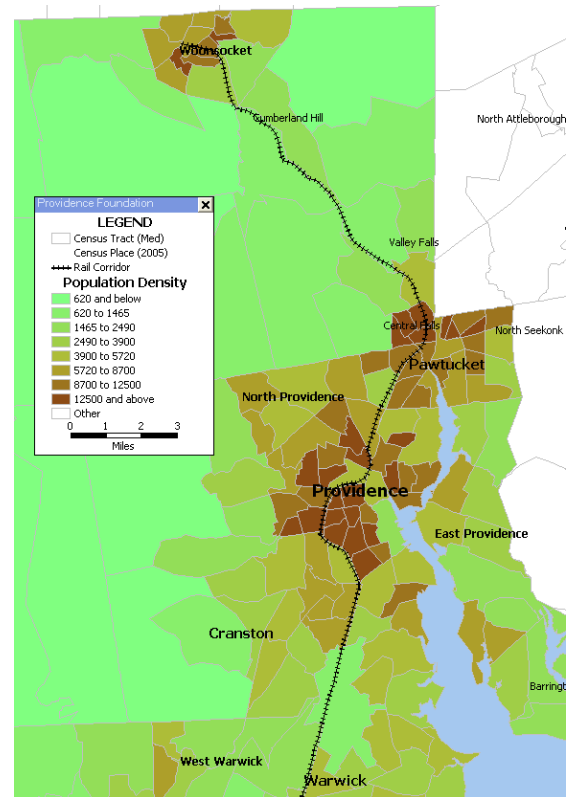 Woonsocket
Cumberland Hill
North Attleborough
Providence Foundation
LEGEND
Census Tract (Med)
Census Place (2005)
Rail Corridor
Population Density
620 and below
620 to 1465
1465 to 2490
2490 to 3900
3900 to 5720
5720 to 8700
8700 to 12500
12500 and above
Other
0 1 2 3
Miles
Valley Falls
Central Falls
North Seekonk
Pawtucket
North Providence
Providence
East Providence
Cranston
Barring
West Warwick
Warwick